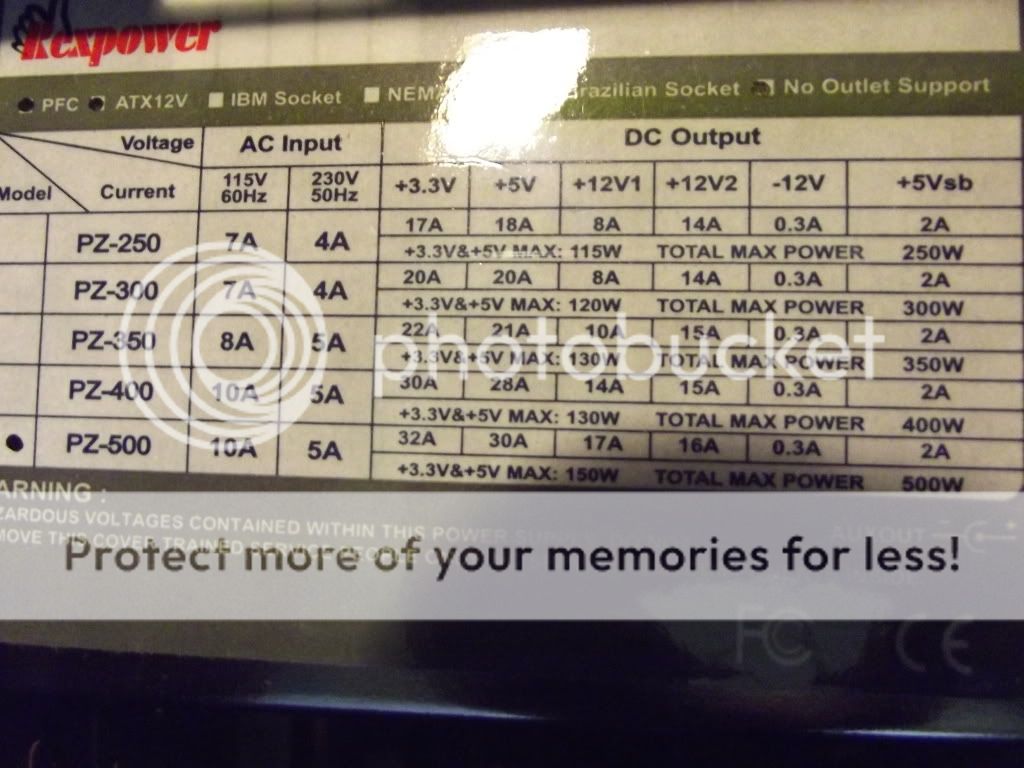 Rexpower
PFC ATX12V IBM Socket Socket No Outlet Support
Voltage AC Input DC Output
Model Current 115V 60Hz 230V 50Hz +3.3V +5V +12V1 +12V2 -12V +5Vsb
PZ-250 7A 4A 17A 18A 8A 14A 0.3A 2A
+3.3V&+5V MAX: 115W TOTAL MAX POWER 250W
PZ-300 7A 4A 20A 20A 8A 14A 0.3A 2A
+3.3V&+5V MAX: 120W TOTAL MAX POWER 300W
PZ-350 8A 5A 22A 21A 10A 15A 0.3A 2A
+3.3V&+5V MAX: 130W TOTAL MAX POWER 350W
PZ-400 10A 5A 30A 28A 14A 15A 0.3A 2A
+3.3V&+5V MAX: 130W TOTAL MAX POWER 400W
PZ-500 10A 5A 32A 30A 17A 16A 0.3A 2A
+3.3V&+5V MAX: 150W TOTAL MAX POWER 500W
photobucket
ARNING :
ZARDOUS VOLTAGES CONTAINED WITHIN THIS POWER
MOVE THIS COVER TRAINED
Protect more of your memories for less!
FC CE